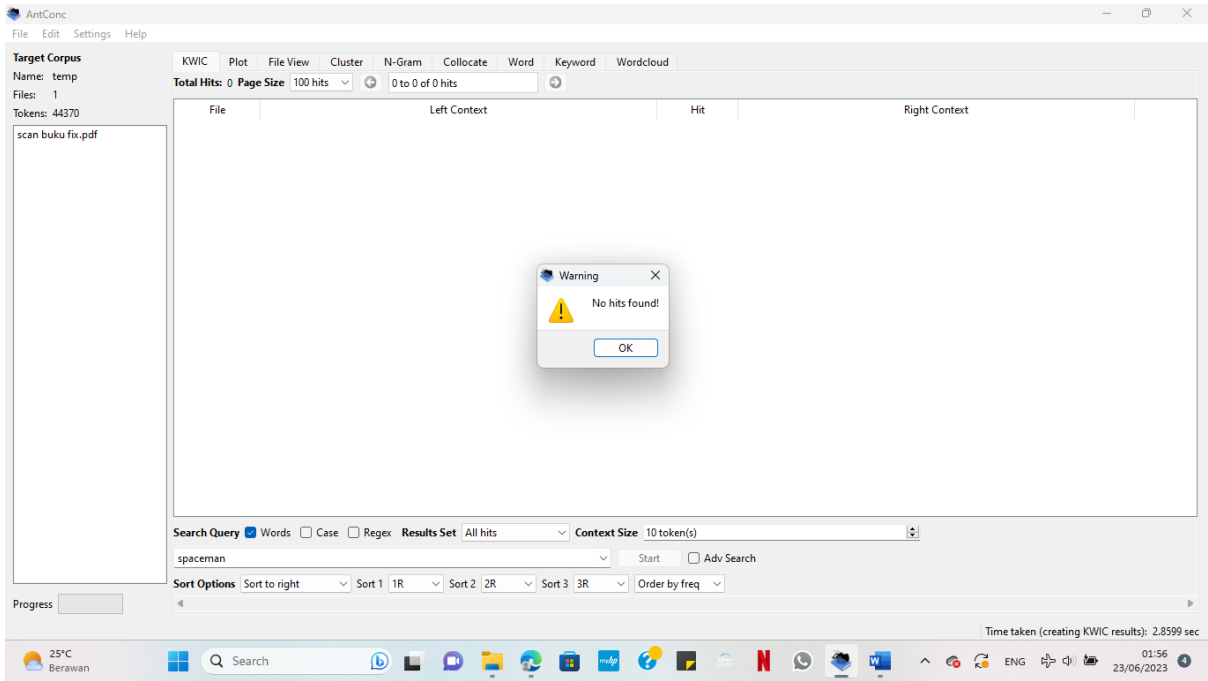 AntConc
File Edit Settings Help
Target Corpus
Name: temp
Files: 1
Tokens: 44370
scan buku fix.pdf
Progress
KWIC Plot File View Cluster N-Gram Collocate Word Keyword Wordcloud
Total Hits: 0 Page Size 100 hits 0 to 0 of 0 hits
File Left Context Hit Right Context
Warning
No hits found!
OK
Search Query Words Case Regex Results Set All hits Context Size 10 token(s)
spaceman Start Adv Search
Sort Options Sort to right Sort 1 1R Sort 2 2R Sort 3 3R Order by freq
Time taken (creating KWIC results): 2.8599 sec
25°C
Berawan
Search
myhp
ENG
01:56
23/06/2023
4